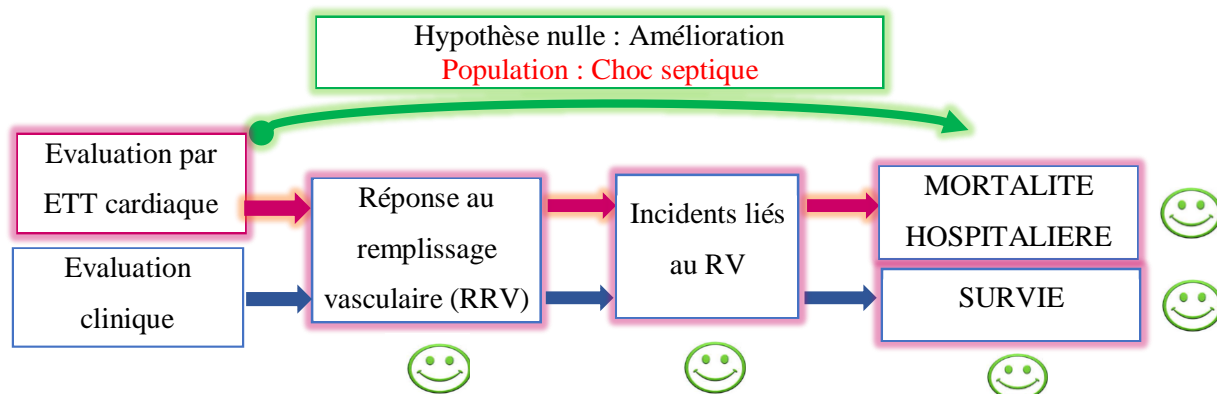 Hypothèse nulle : Amélioration
Population : Choc septique
Evaluation par
ETT cardiaque
Evaluation
clinique
Réponse au
remplissage
vasculaire (RRV)
Incidents liés
au RV
MORTALITE
HOSPITALIERE
SURVIE